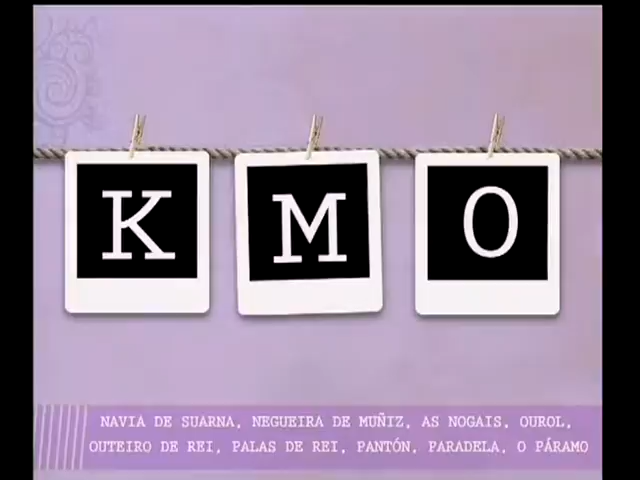 K M O
NAVIA DE SUARNA, NEGUEIRA DE MUÑIZ, AS NOGAIS, OUROL,
OUTEIRO DE REI, PALAS DE REI, PANTÓN, PARADELA, O PÁRAMO